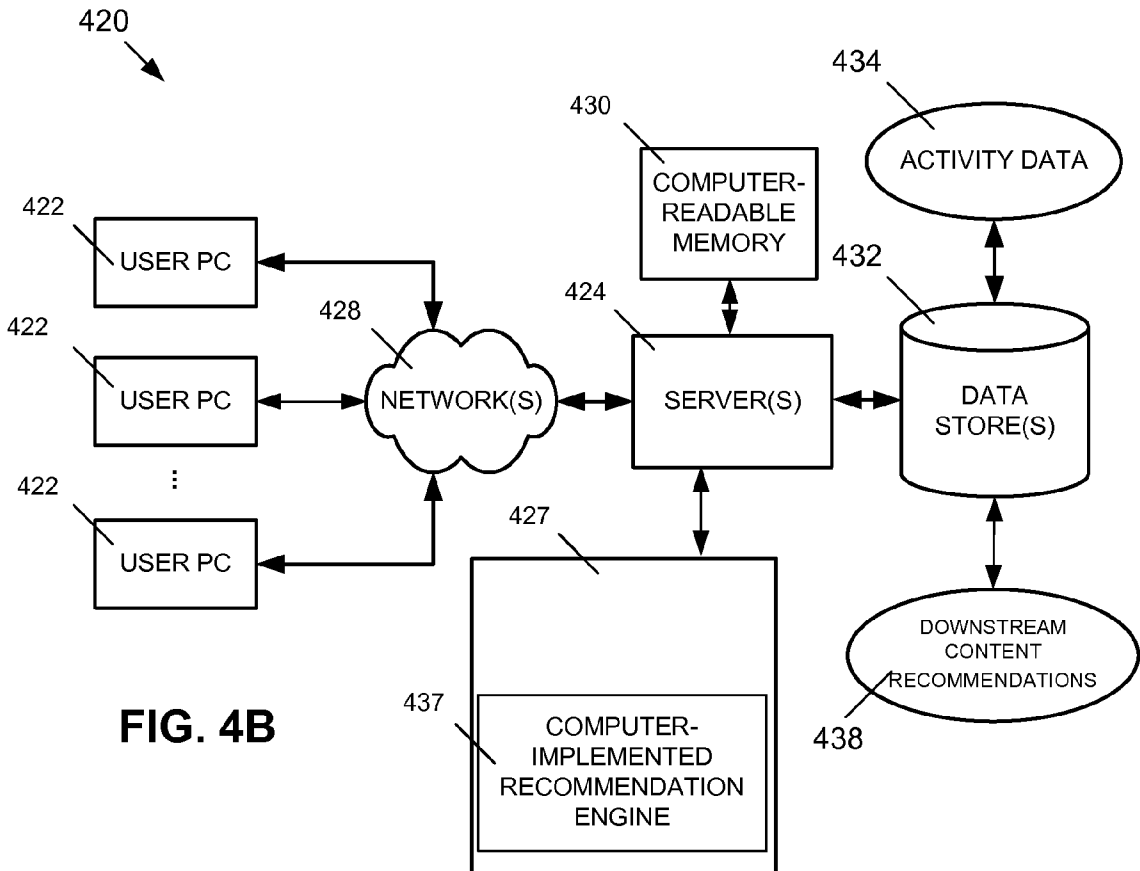 420
434
ACTIVITY DATA
430
COMPUTER-
READABLE
MEMORY
422
USER PC
432
424
428
422
USER PC
NETWORK(S)
SERVER(S)
DATA
STORE(S)
...
422
USER PC
427
DOWNSTREAM
CONTENT
RECOMMENDATIONS
438
437
COMPUTER-
IMPLEMENTED
RECOMMENDATION
ENGINE
FIG. 4B